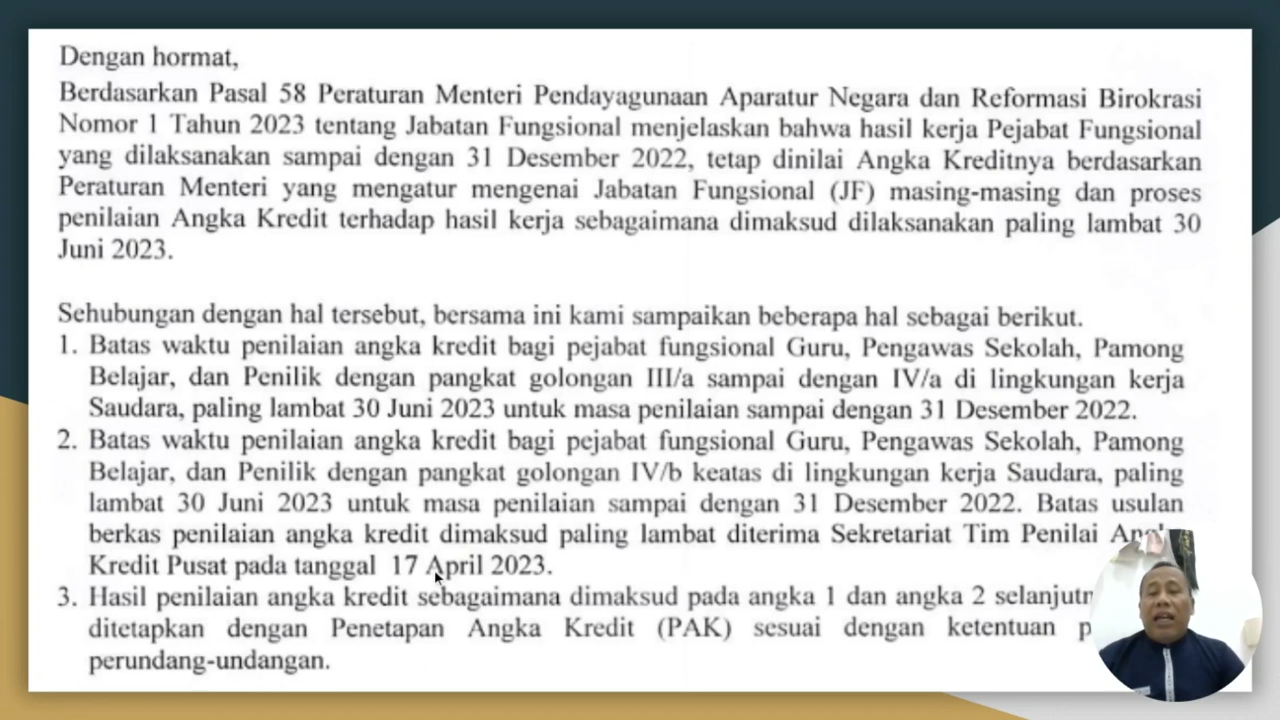 Dengan hormat,
Berdasarkan Pasal 58 Peraturan Menteri Pendayagunaan Aparatur Negara dan Reformasi Birokrasi
Nomor 1 Tahun 2023 tentang Jabatan Fungsional menjelaskan bahwa hasil kerja Pejabat Fungsional
yang dilaksanakan sampai dengan 31 Desember 2022, tetap dinilai Angka Kreditnya berdasarkan
Peraturan Menteri yang mengatur mengenai Jabatan Fungsional (JF) masing-masing dan proses
penilaian Angka Kredit terhadap hasil kerja sebagaimana dimaksud dilaksanakan paling lambat 30
Juni 2023.
Sehubungan dengan hal tersebut, bersama ini kami sampaikan beberapa hal sebagai berikut.
1. Batas waktu penilaian angka kredit bagi pejabat fungsional Guru, Pengawas Sekolah, Pamong
Belajar, dan Penilik dengan pangkat golongan III/a sampai dengan IV/a di lingkungan kerja
Saudara, paling lambat 30 Juni 2023 untuk masa penilaian sampai dengan 31 Desember 2022.
2. Batas waktu penilaian angka kredit bagi pejabat fungsional Guru, Pengawas Sekolah, Pamong
Belajar, dan Penilik dengan pangkat golongan IV/b keatas di lingkungan kerja Saudara, paling
lambat 30 Juni 2023 untuk masa penilaian sampai dengan 31 Desember 2022. Batas usulan
berkas penilaian angka kredit dimaksud paling lambat diterima Sekretariat Tim Penilai
Kredit Pusat pada tanggal 17 April 2023.
3. Hasil penilaian angka kredit sebagaimana dimaksud pada angka 1 dan angka 2
ditetapkan dengan Penetapan Angka Kredit (PAK) sesuai dengan ketentuan
perundang-undangan.